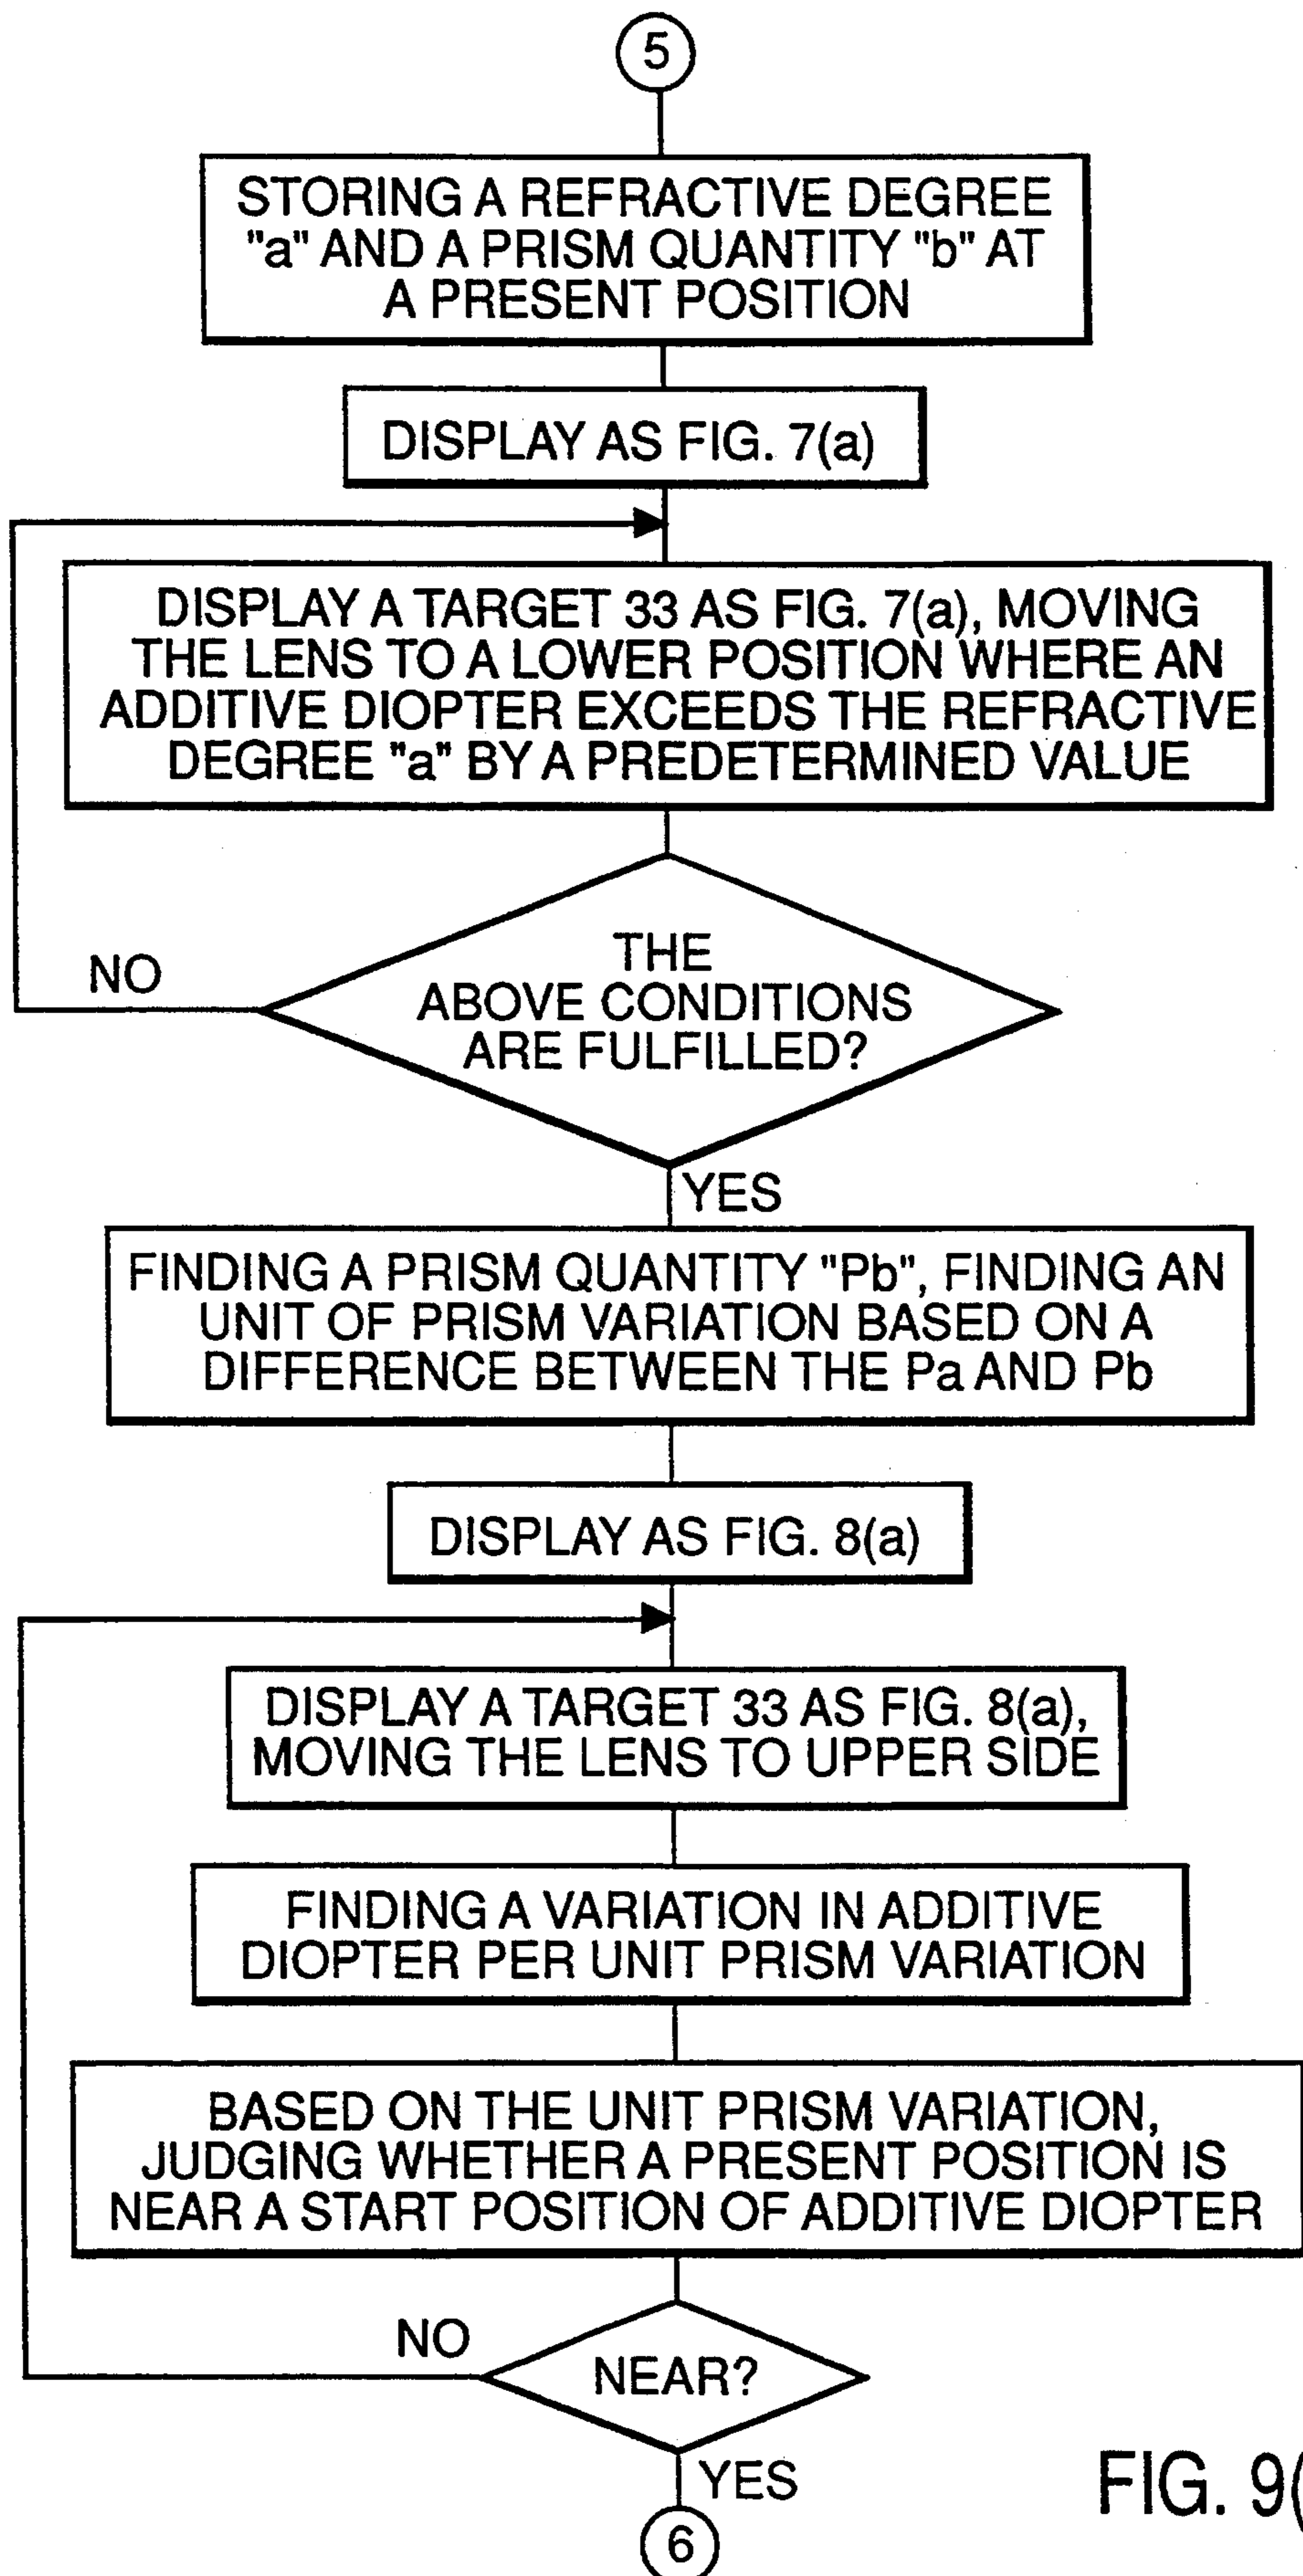 5
STORING A REFRACTIVE DEGREE
"a" AND A PRISM QUANTITY "b" AT
A PRESENT POSITION
DISPLAY AS FIG. 7(a)
DISPLAY A TARGET 33 AS FIG. 7(a), MOVING
THE LENS TO A LOWER POSITION WHERE AN
ADDITIVE DIOPTER EXCEEDS THE REFRACTIVE
DEGREE "a" BY A PREDETERMINED VALUE
THE
ABOVE CONDITIONS
ARE FULFILLED?
NO
YES
FINDING A PRISM QUANTITY "Pb", FINDING AN
UNIT OF PRISM VARIATION BASED ON A
DIFFERENCE BETWEEN THE Pa AND Pb
DISPLAY AS FIG. 8(a)
DISPLAY A TARGET 33 AS FIG. 8(a),
MOVING THE LENS TO UPPER SIDE
FINDING A VARIATION IN ADDITIVE
DIOPTER PER UNIT PRISM VARIATION
BASED ON THE UNIT PRISM VARIATION,
JUDGING WHETHER A PRESENT POSITION IS
NEAR A START POSITION OF ADDITIVE DIOPTER
NO
NEAR?
YES
6
FIG. 9(